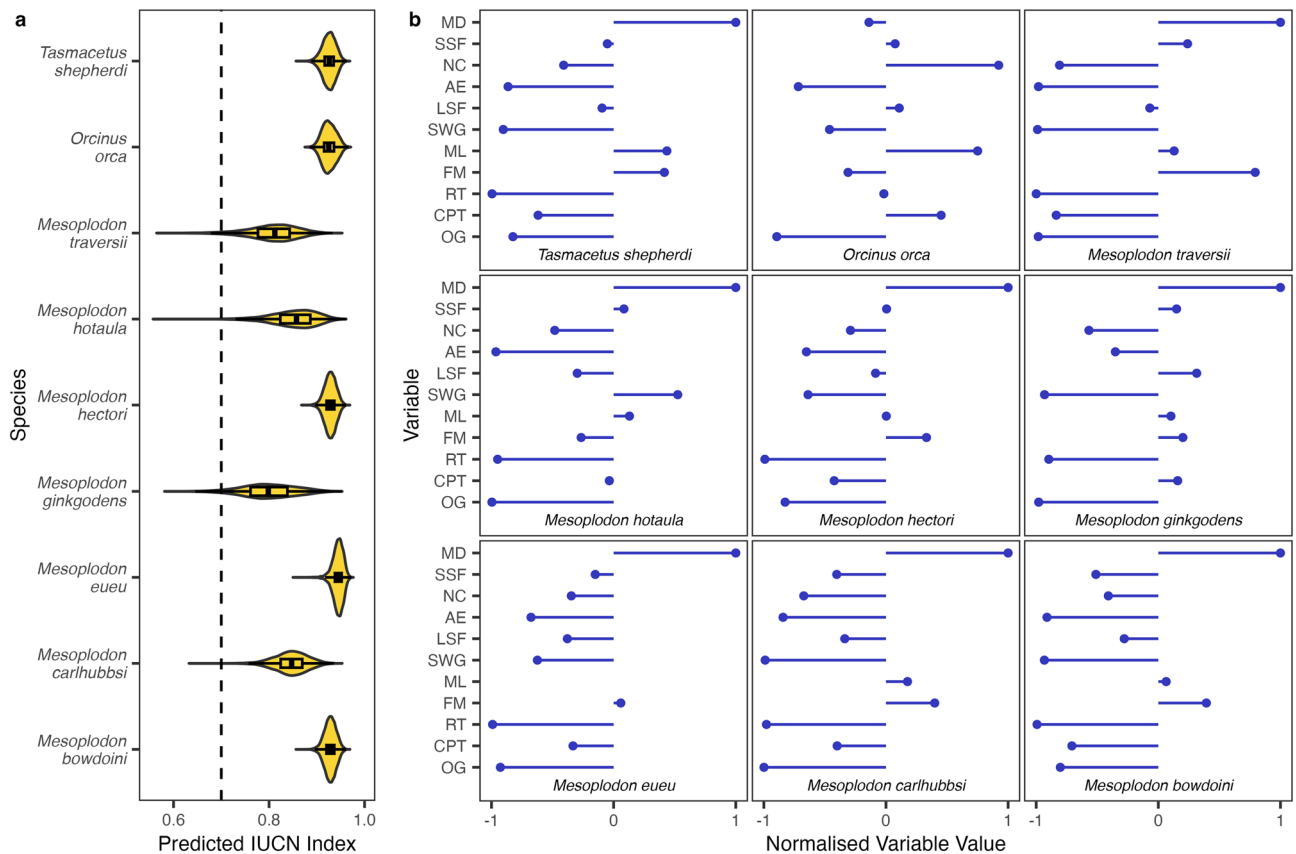 a
Species
Tasmacetus
shepherdi
Orcinus
orca
Mesoplodon
traversii
Mesoplodon
hotaula
Mesoplodon
hectori
Mesoplodon
ginkgodens
Mesoplodon
eueu
Mesoplodon
carlhubbsi
Mesoplodon
bowdoini
0.6 0.8 1.0
Predicted IUCN Index
b
Variable
MD
SSF
NC
AE
LSF
SWG
ML
FM
RT
CPT
OG
Tasmacetus shepherdi Orcinus orca Mesoplodon traversii
MD
SSF
NC
AE
LSF
SWG
ML
FM
RT
CPT
OG
Mesoplodon hotaula Mesoplodon hectori Mesoplodon ginkgodens
MD
SSF
NC
AE
LSF
SWG
ML
FM
RT
CPT
OG
Mesoplodon eueu Mesoplodon carlhubbsi Mesoplodon bowdoini
-1 0 1 -1 0 1 -1 0 1
Normalised Variable Value